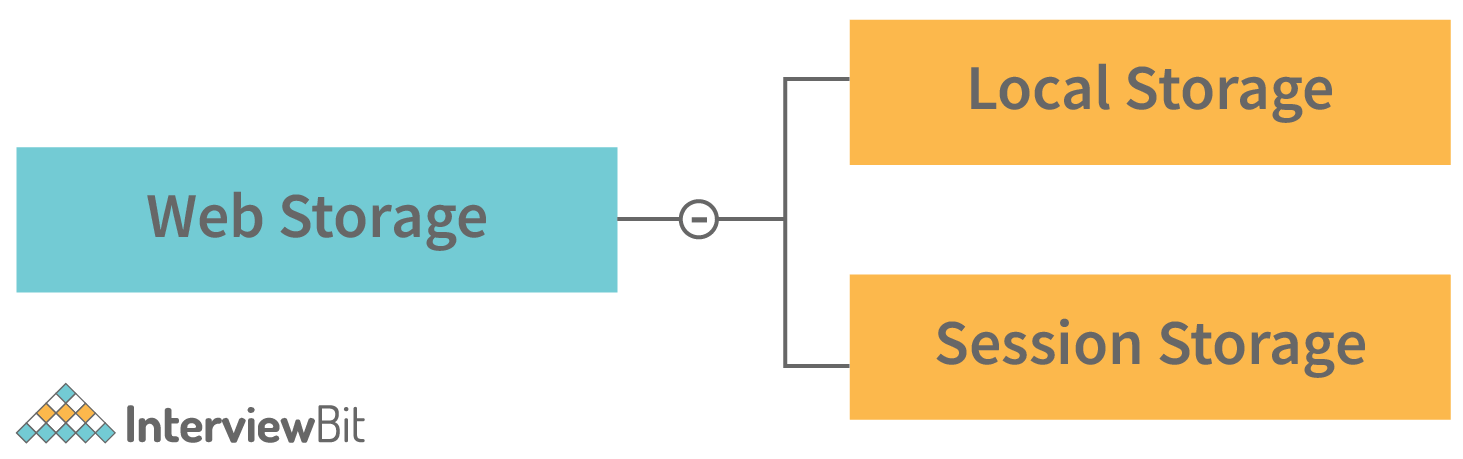 Web Storage
Local Storage
Session Storage
InterviewBit